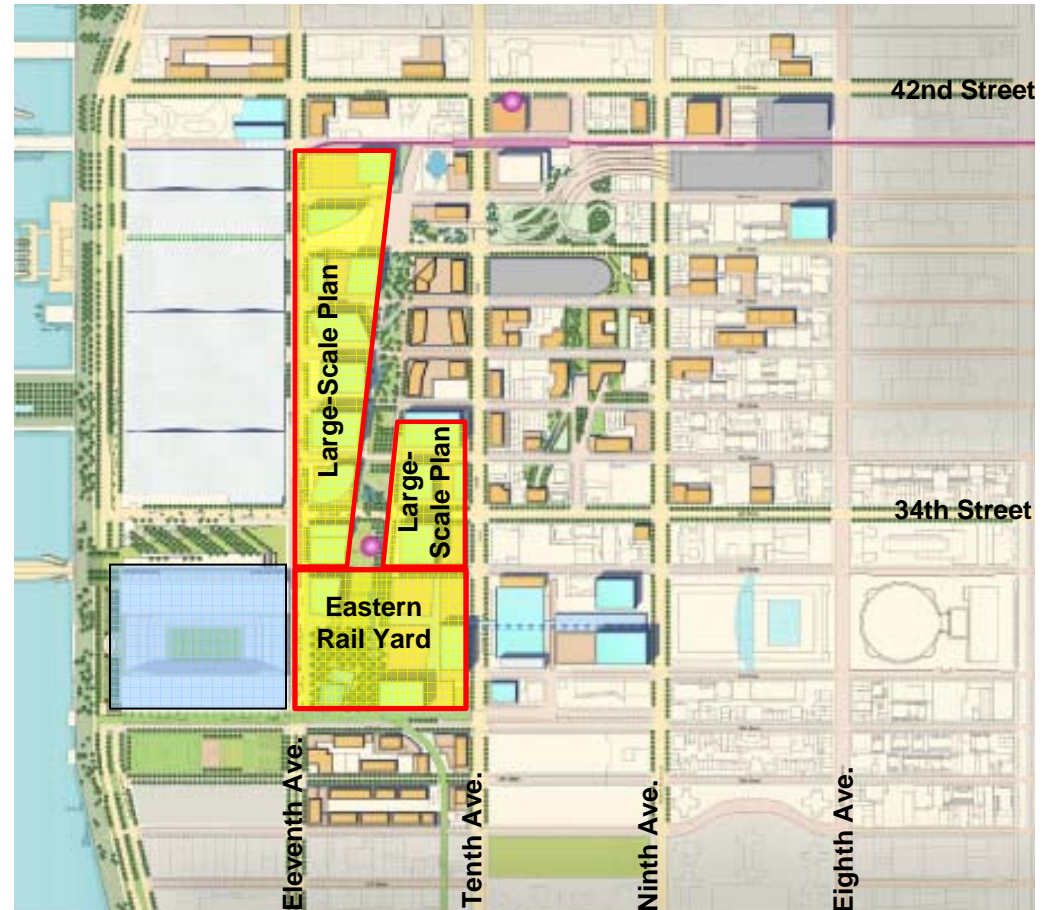 42nd Street
Large-Scale Plan
Large-
Scale Plan
34th Street
Eastern
Rail Yard
Eleventh Ave.
Tenth Ave.
Ninth Ave.
Eighth Ave.